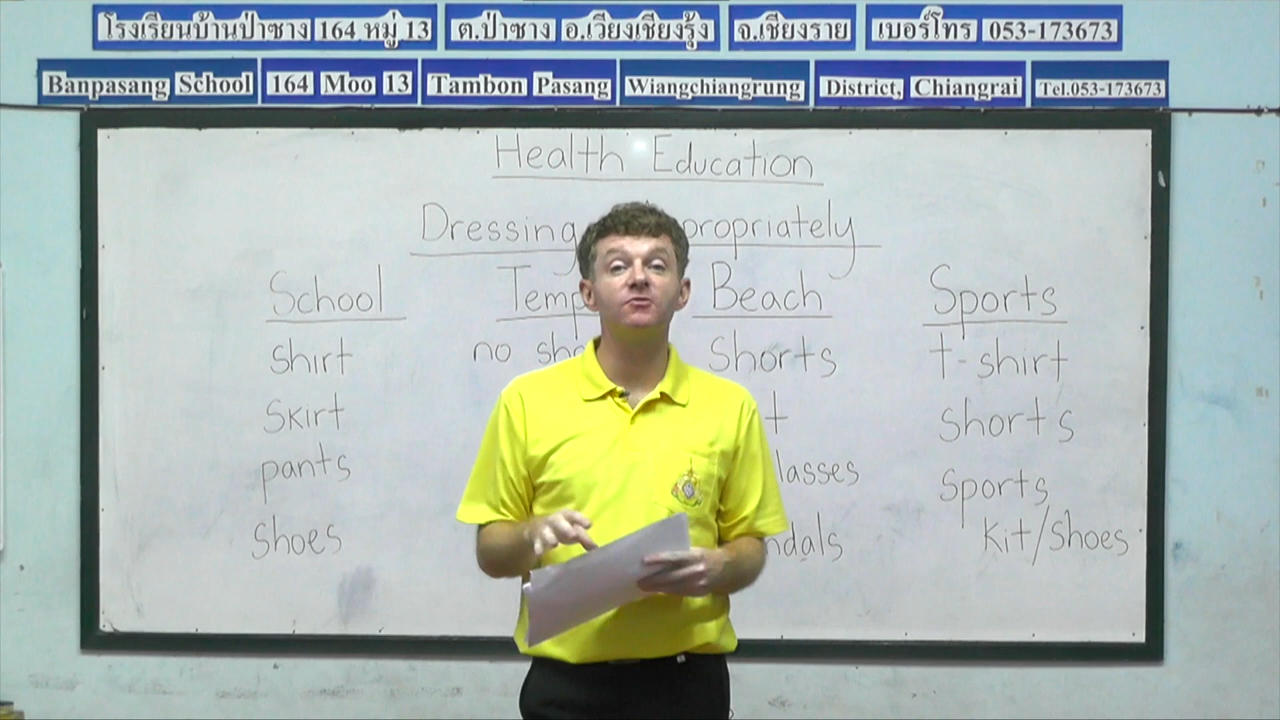 โรงเรียนบ้านป่าซาง 164 หมู่ 13 ต.ป่าซาง อ.เวียงเชียงรุ้ง จ.เชียงราย เบอร์โทร 053-173673
Banpasang School 164 Moo 13 Tambon Pasang Wiangchiangrung District, Chiangrai Tel.053-173673
Health Education
Dressing propriately
School Temp Beach Sports
Shirt no sho Shorts t-shirt
Skirt t shorts
pants lasses Sports
Shoes ndals Kit/Shoes